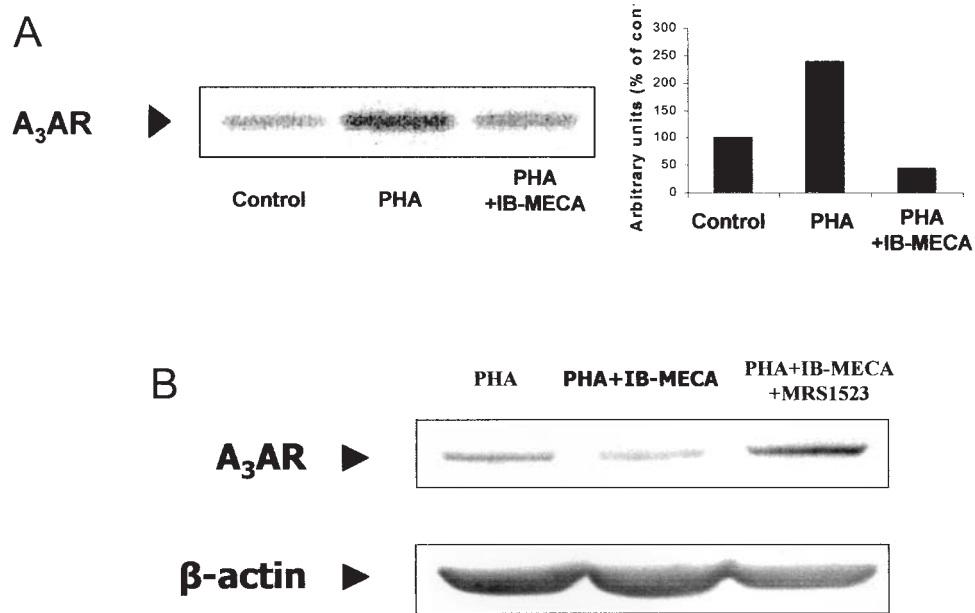 A
A₃AR
Control
PHA
PHA
+IB-MECA
Arbitrary units (% of con
300
250
200
150
100
50
0
Control
PHA
PHA
+IB-MECA
B
PHA
PHA+IB-MECA
PHA+IB-MECA
+MRS1523
A₃AR
β-actin